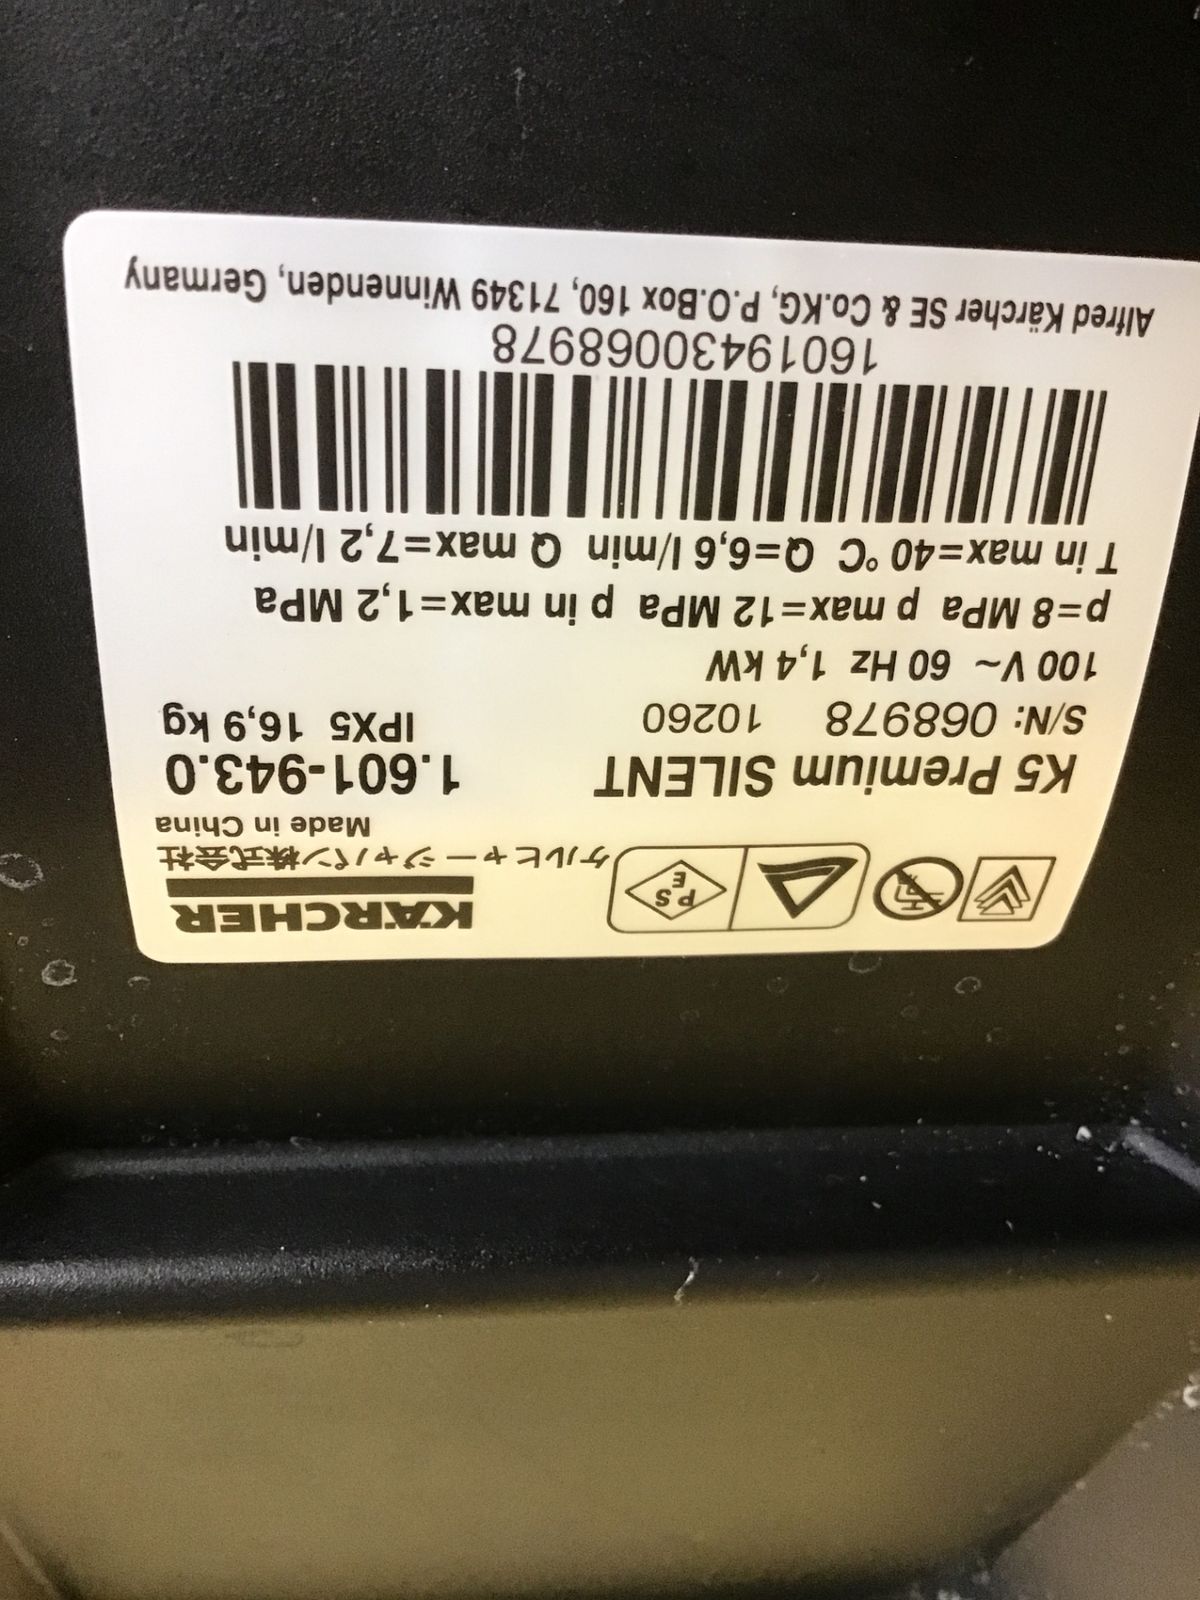 P S
E
KÄRCHER
ケルヒャー ジャパン株式会社
Made in China
K5 Premium SILENT 1.601-943.0
S/N: 068978 10260 IPX5 16,9 kg
100 V~ 60 Hz 1,4 kW
p=8 MPa p max=12 MPa p in max=1,2 MPa
T in max=40 °C Q=6,6 l/min Q max=7,2 l/min
16019430068978
Alfred Kärcher SE & Co.KG, P.O.Box 160, 71349 Winnenden, Germany